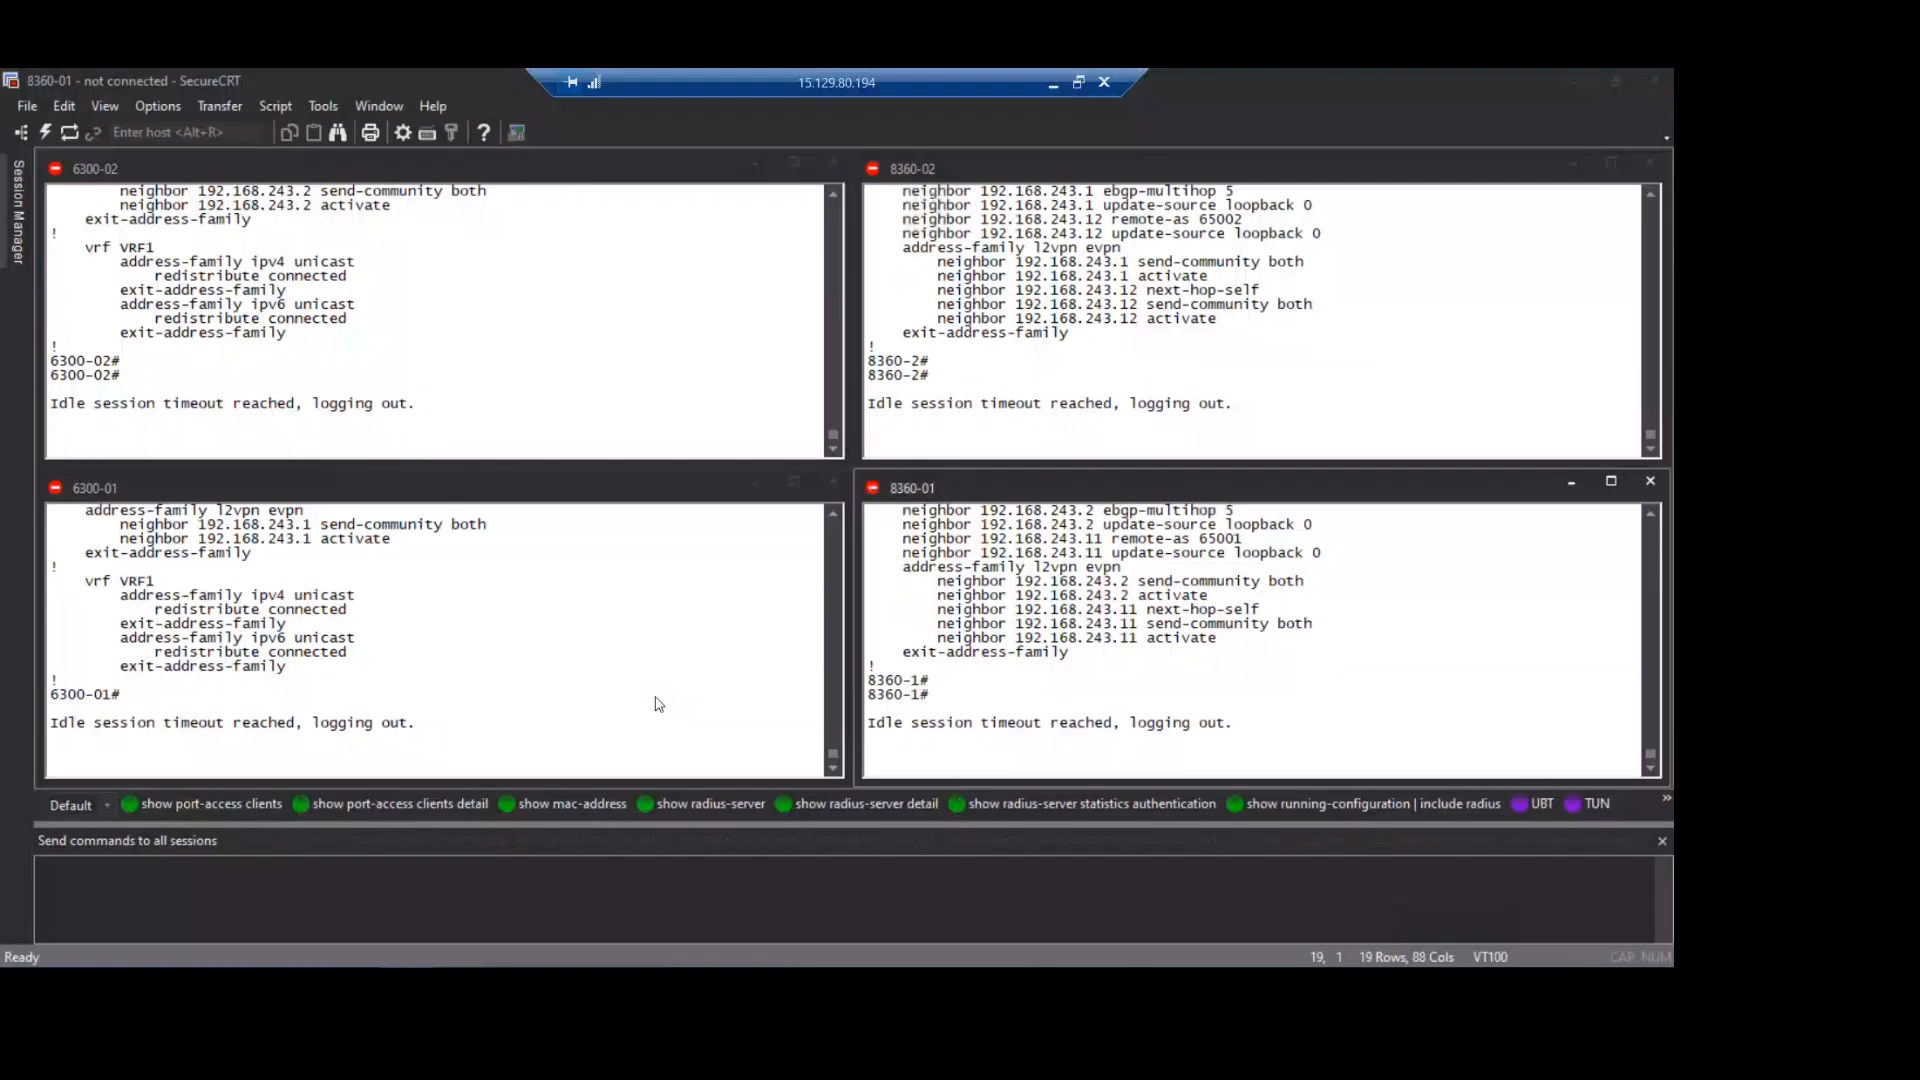 8360-01 - not connected - SecureCRT
15.129.80.194
File Edit View Options Transfer Script Tools Window Help
Enter host <Alt+R>
Session Manager
6300-02
neighbor 192.168.243.2 send-community both
neighbor 192.168.243.2 activate
exit-address-family
!
vrf VRF1
address-family ipv4 unicast
redistribute connected
exit-address-family
address-family ipv6 unicast
redistribute connected
exit-address-family
!
6300-02#
6300-02#
Idle session timeout reached, logging out.
8360-02
neighbor 192.168.243.1 ebgp-multihop 5
neighbor 192.168.243.1 update-source loopback 0
neighbor 192.168.243.12 remote-as 65002
neighbor 192.168.243.12 update-source loopback 0
address-family l2vpn evpn
neighbor 192.168.243.1 send-community both
neighbor 192.168.243.1 activate
neighbor 192.168.243.12 next-hop-self
neighbor 192.168.243.12 send-community both
neighbor 192.168.243.12 activate
exit-address-family
!
8360-2#
8360-2#
Idle session timeout reached, logging out.
6300-01
address-family l2vpn evpn
neighbor 192.168.243.1 send-community both
neighbor 192.168.243.1 activate
exit-address-family
!
vrf VRF1
address-family ipv4 unicast
redistribute connected
exit-address-family
address-family ipv6 unicast
redistribute connected
exit-address-family
!
6300-01#
Idle session timeout reached, logging out.
8360-01
neighbor 192.168.243.2 ebgp-multihop 5
neighbor 192.168.243.2 update-source loopback 0
neighbor 192.168.243.11 remote-as 65001
neighbor 192.168.243.11 update-source loopback 0
address-family l2vpn evpn
neighbor 192.168.243.2 send-community both
neighbor 192.168.243.2 activate
neighbor 192.168.243.11 next-hop-self
neighbor 192.168.243.11 send-community both
neighbor 192.168.243.11 activate
exit-address-family
!
8360-1#
8360-1#
Idle session timeout reached, logging out.
Default show port-access clients show port-access clients detail show mac-address show radius-server show radius-server detail show radius-server statistics authentication show running-configuration | include radius UBT TUN
Send commands to all sessions
Ready 19, 1 19 Rows, 88 Cols VT100 CAP NUM